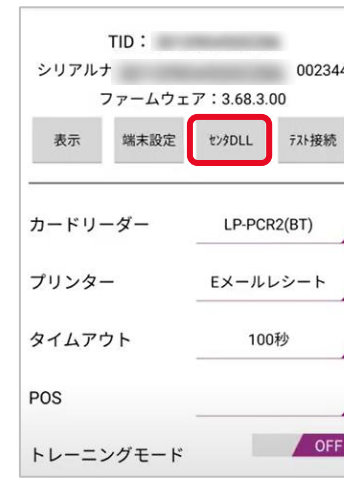 TID：
シリアルナ 002344
ファームウェア：3.68.3.00
表示 端末設定 ｾﾝﾀDLL ﾃｽﾄ接続
カードリーダー LP-PCR2(BT)
プリンター Eメールレシート
タイムアウト 100秒
POS
トレーニングモード OFF